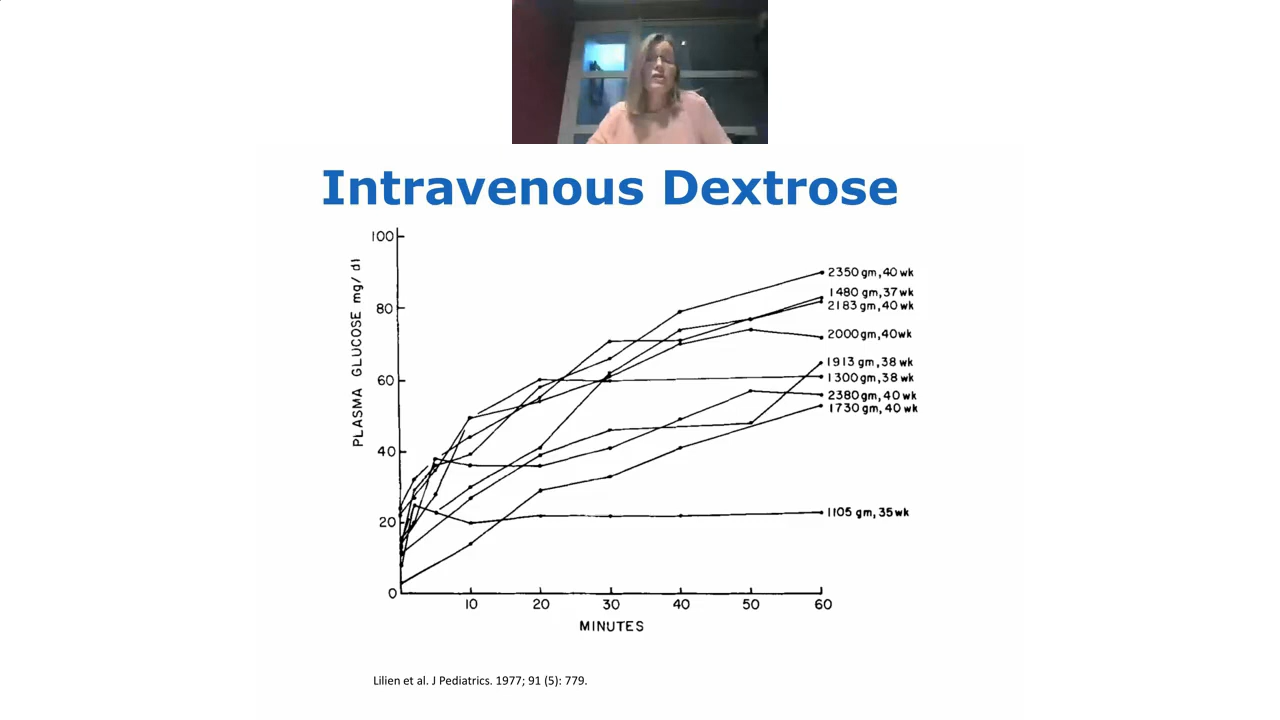 Intravenous Dextrose
PLASMA GLUCOSE mg/dl
100
80
60
40
20
0
10 20 30 40 50 60
MINUTES
2350 gm, 40 wk
1480 gm, 37 wk
2183 gm, 40 wk
2000 gm, 40 wk
1913 gm, 38 wk
1300 gm, 38 wk
2380 gm, 40 wk
1730 gm, 40 wk
1105 gm, 35 wk
Lilien et al. J Pediatrics. 1977; 91 (5): 779.